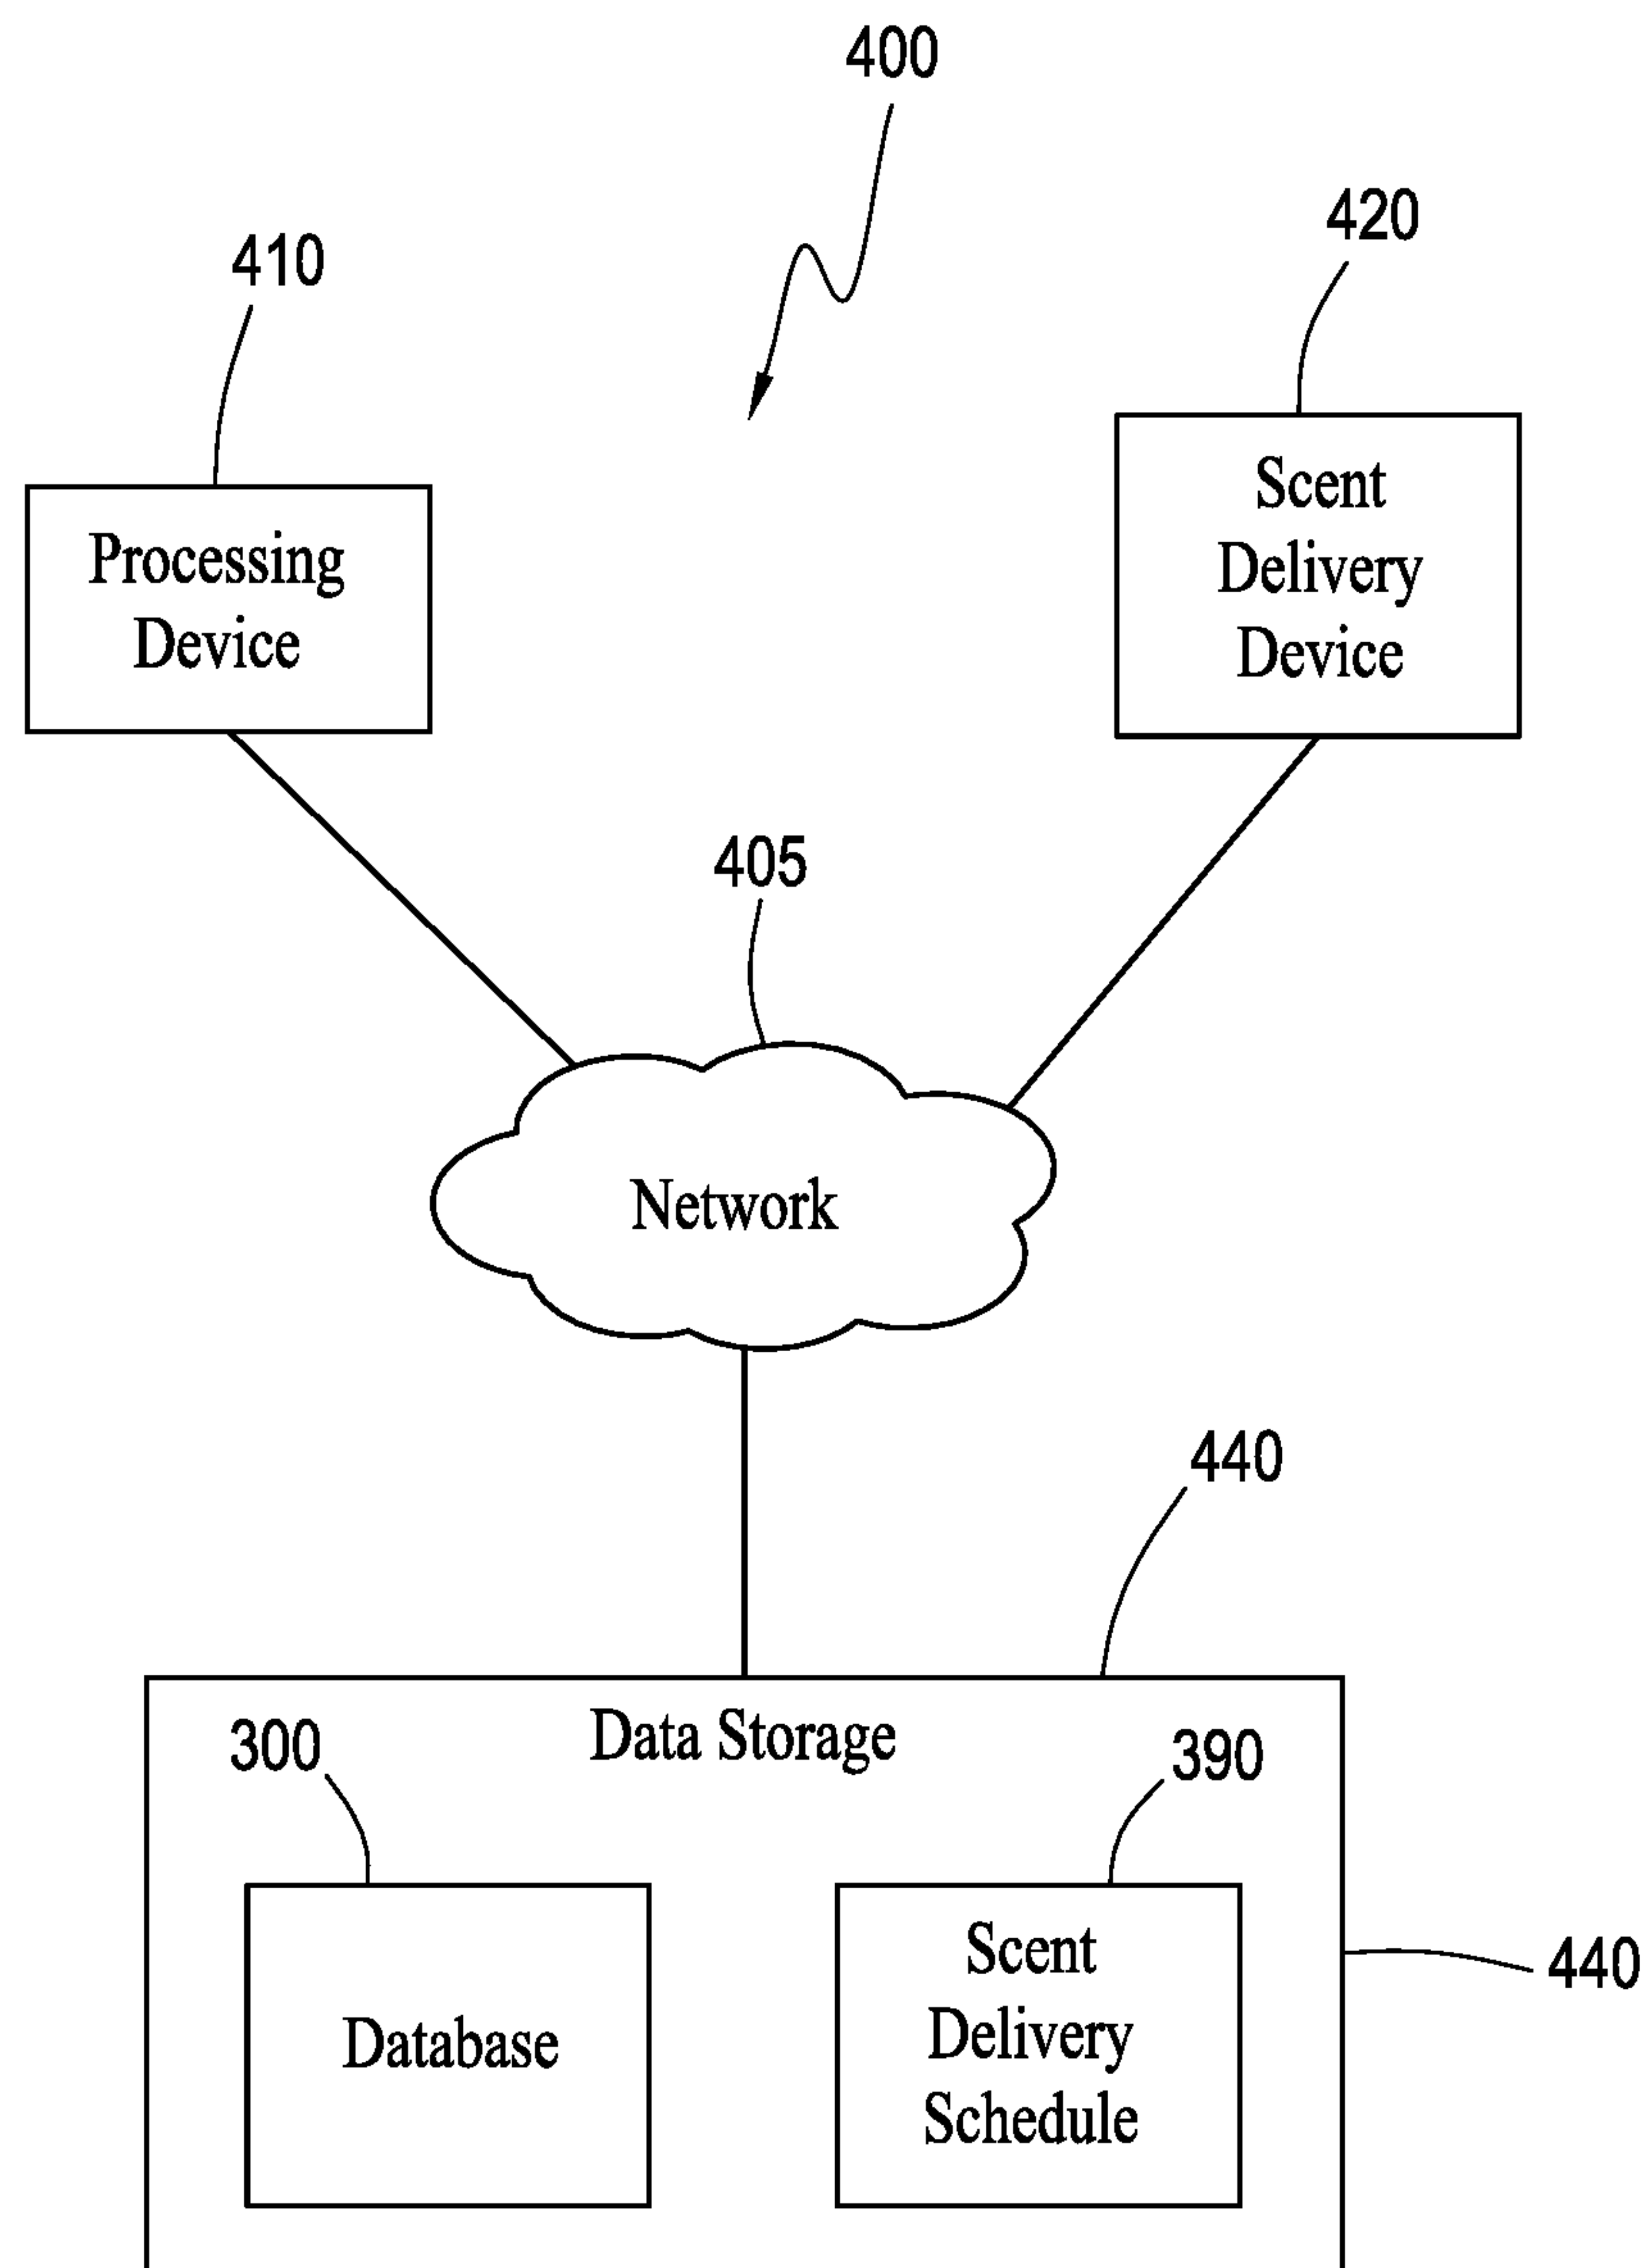 400
420
410
Scent
Delivery
Device
Processing
Device
405
Network
440
Data Storage
300
390
Scent
Delivery
Schedule
440
Database